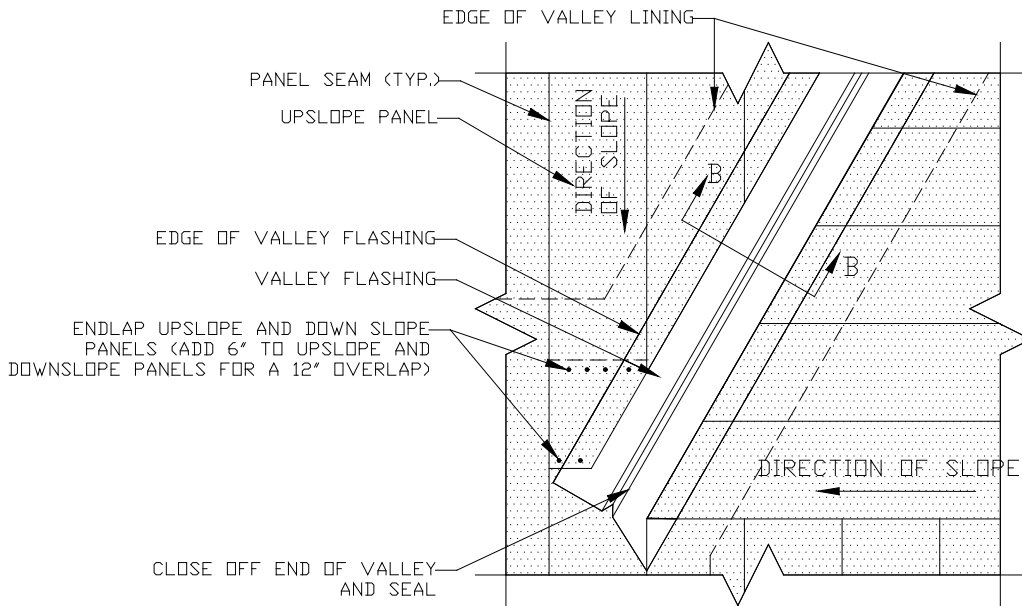 EDGE OF VALLEY LINING
PANEL SEAM (TYP.)
UPSLOPE PANEL
DIRECTION
OF SLOPE
B
EDGE OF VALLEY FLASHING
B
VALLEY FLASHING
ENDLAP UPSLOPE AND DOWN SLOPE
PANELS (ADD 6" TO UPSLOPE AND
DOWNSLOPE PANELS FOR A 12" OVERLAP)
DIRECTION OF SLOPE
CLOSE OFF END OF VALLEY
AND SEAL